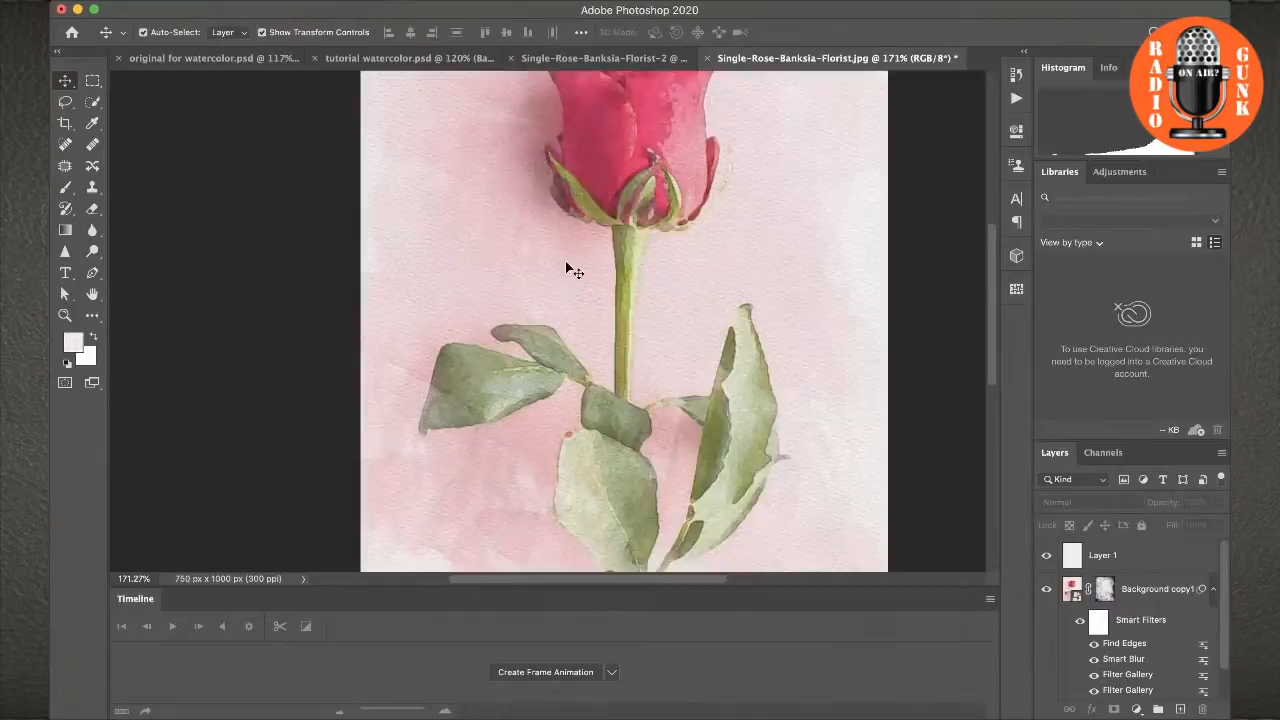 Adobe Photoshop 2020
Auto-Select: Layer Show Transform Controls 3D Mode:
original for watercolor.psd @ 117%... tutorial watercolor.psd @ 120% (Ba... Single-Rose-Banksia-Florist-2 @ ... Single-Rose-Banksia-Florist.jpg @ 171% (RGB/8*) *
RADIO
ON AIR?
GUNK
Histogram Info
Libraries Adjustments
View by type
To use Creative Cloud libraries, you
need to be logged into a Creative Cloud
account.
-- KB
Layers Channels
Kind
Normal Opacity:
Lock: Fill:
Layer 1
Background copy1
Smart Filters
Find Edges
Smart Blur
Filter Gallery
Filter Gallery
171.27% 750 px x 1000 px (300 ppi)
Timeline
Create Frame Animation